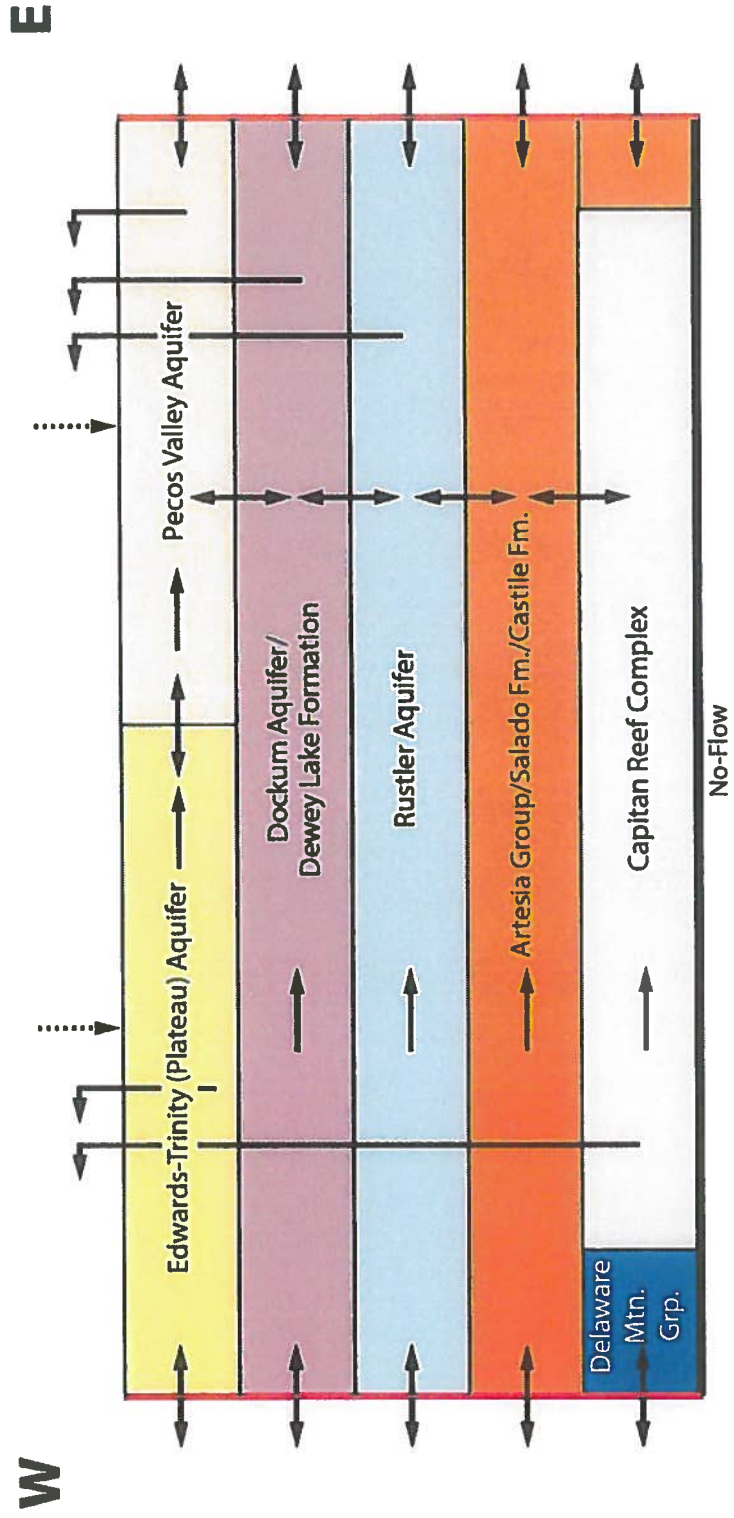 W
E
Edwards-Trinity (Plateau) Aquifer
Pecos Valley Aquifer
Dockum Aquifer/
Dewey Lake Formation
Rustler Aquifer
Artesia Group/Salado Fm./Castile Fm.
Delaware
Mtn.
Grp.
Capitan Reef Complex
No-Flow